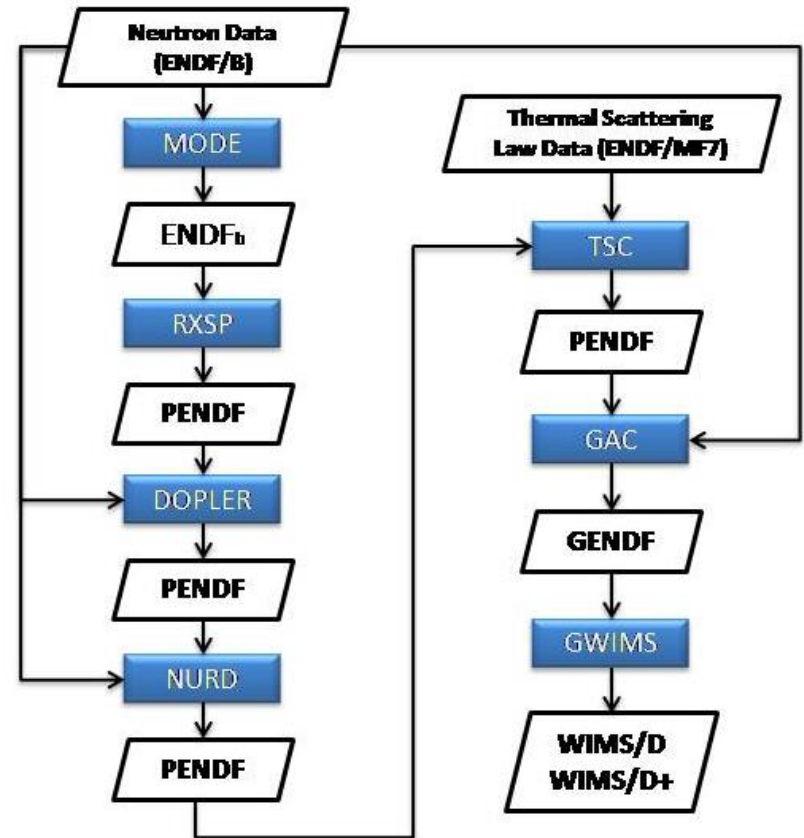 Neutron Data
(ENDF/B)
MODE
ENDFb
RXSP
PENDF
DOPLER
PENDF
NURD
PENDF
Thermal Scattering
Law Data (ENDF/MF7)
TSC
PENDF
GAC
GENDF
GWIMS
WIMS/D
WIMS/D+